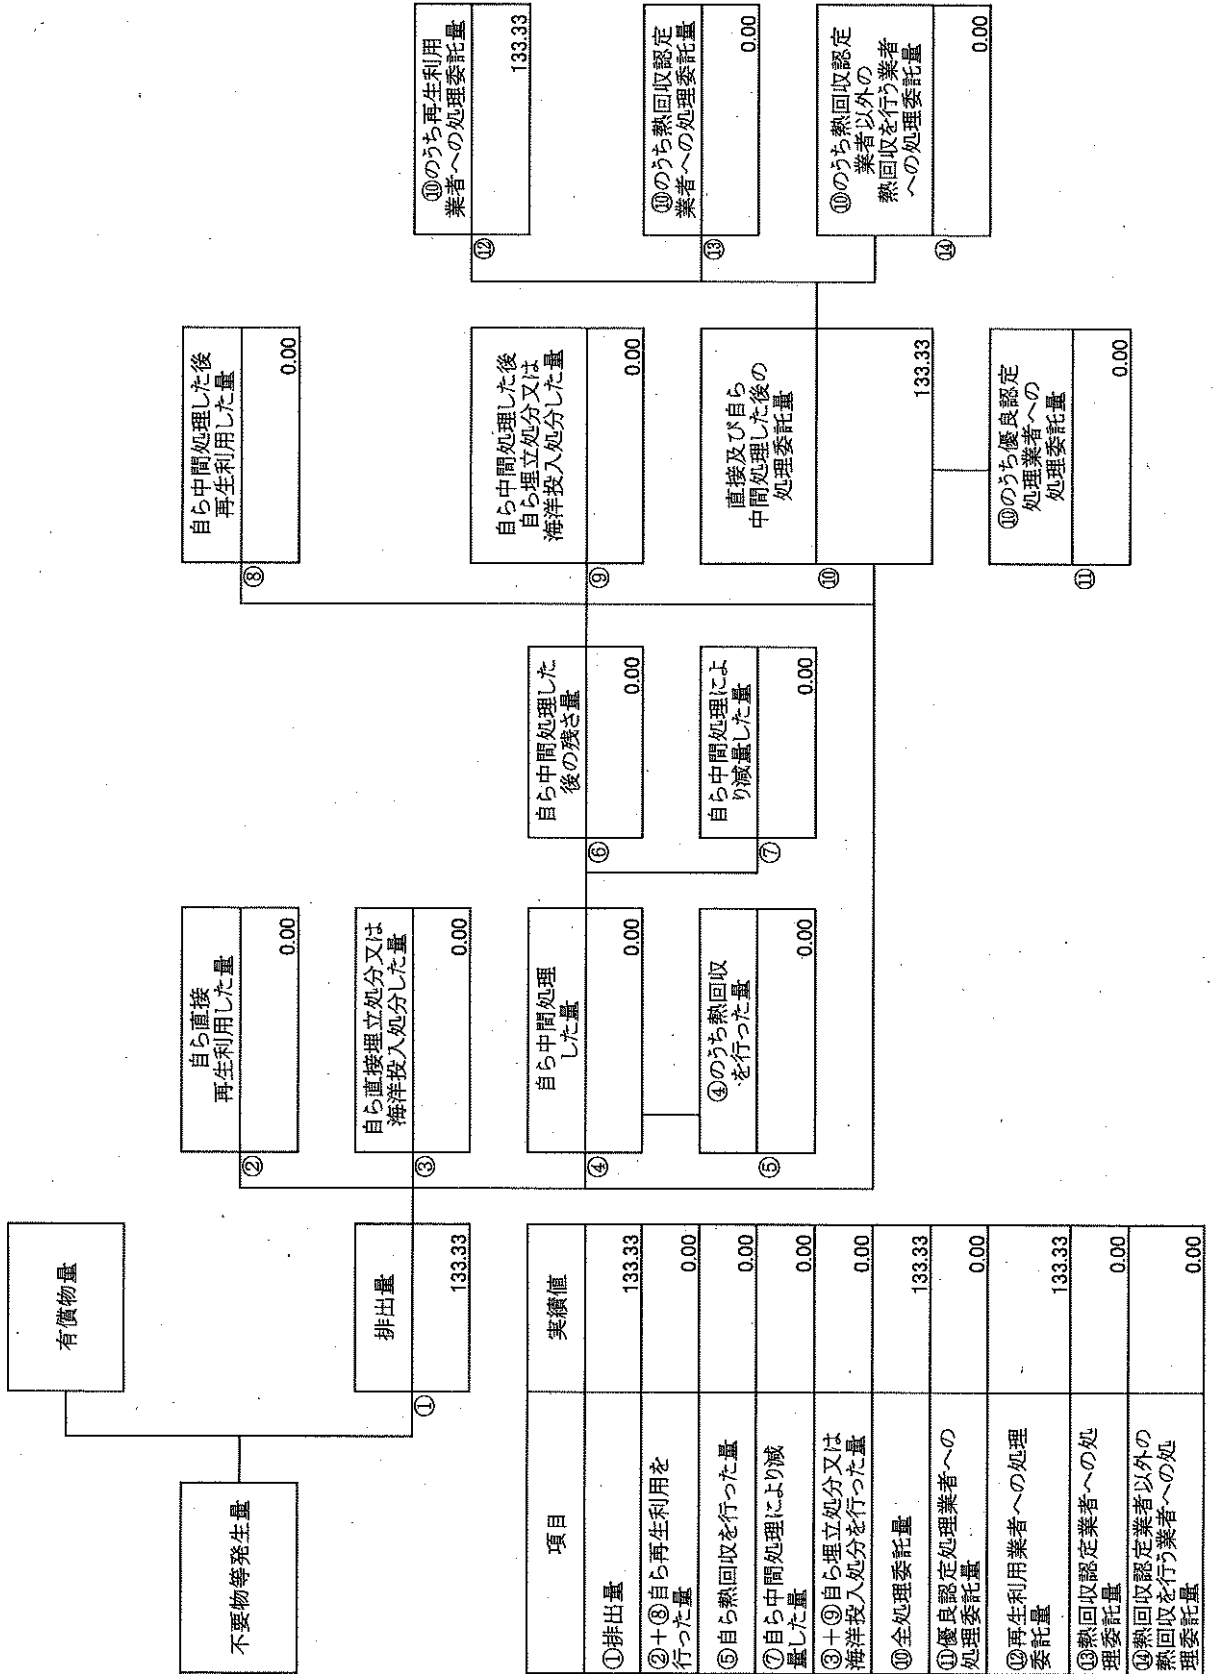 不要物等発生量
有償物量
①
排出量
133.33
②
自ら直接
再生利用した量
0.00
③
自ら直接埋立処分又は
海洋投入処分した量
0.00
④
自ら中間処理
した量
0.00
⑤
④のうち熱回収
を行った量
0.00
⑥
自ら中間処理した
後の残さ量
0.00
⑦
自ら中間処理によ
り減量した量
0.00
⑧
自ら中間処理した後
再生利用した量
0.00
⑨
自ら中間処理した後
自ら埋立処分又は
海洋投入処分した量
0.00
⑩
直接及び自ら
中間処理した後の
処理委託量
133.33
⑪
⑩のうち優良認定
処理業者への
処理委託量
0.00
⑫
⑩のうち再生利用
業者への処理委託量
133.33
⑬
⑩のうち熱回収認定
業者への処理委託量
0.00
⑭
⑩のうち熱回収認定
業者以外の
熱回収を行う業者
への処理委託量
0.00
項目 実績値
①排出量 133.33
②+⑧自ら再生利用を
行った量 0.00
⑤自ら熱回収を行った量 0.00
⑦自ら中間処理により減
量した量 0.00
③+⑨自ら埋立処分又は
海洋投入処分を行った量 0.00
⑩全処理委託量 133.33
⑪優良認定処理業者への
処理委託量 0.00
⑫再生利用業者への処理
委託量 133.33
⑬熱回収認定業者への処
理委託量 0.00
⑭熱回収認定業者以外の
熱回収を行う業者への処
理委託量 0.00